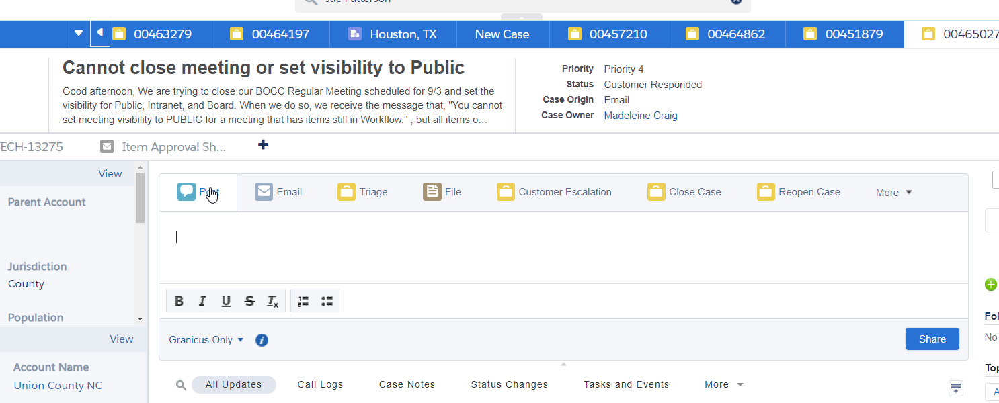 Jae Patterson
00463279
00464197
Houston, TX
New Case
00457210
00464862
00451879
00465027
Cannot close meeting or set visibility to Public
Good afternoon, We are trying to close our BOCC Regular Meeting scheduled for 9/3 and set the
visibility for Public, Intranet, and Board. When we do so, we receive the message that, "You cannot
set meeting visibility to PUBLIC for a meeting that has items still in Workflow." , but all items o...
Priority Priority 4
Status Customer Responded
Case Origin Email
Case Owner Madeleine Craig
ECH-13275
Item Approval Sh...
View
Parent Account
Jurisdiction
County
Population
View
Account Name
Union County NC
Post
Email
Triage
File
Customer Escalation
Close Case
Reopen Case
More
B I U S Tx
Granicus Only
Share
All Updates
Call Logs
Case Notes
Status Changes
Tasks and Events
More
Fol
No
Top
A